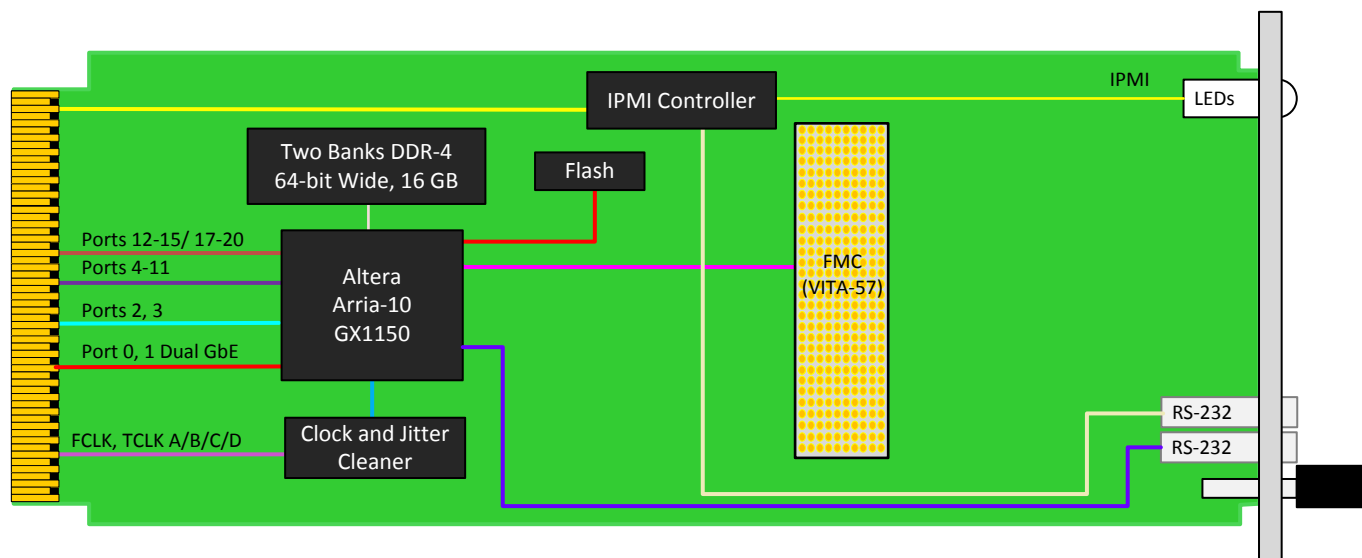 IPMI
LEDs
IPMI Controller
Two Banks DDR-4
64-bit Wide, 16 GB
Flash
Ports 12-15/ 17-20
Ports 4-11
Ports 2, 3
Port 0, 1 Dual GbE
Altera
Arria-10
GX1150
FMC
(VITA-57)
FCLK, TCLK A/B/C/D
Clock and Jitter
Cleaner
RS-232
RS-232